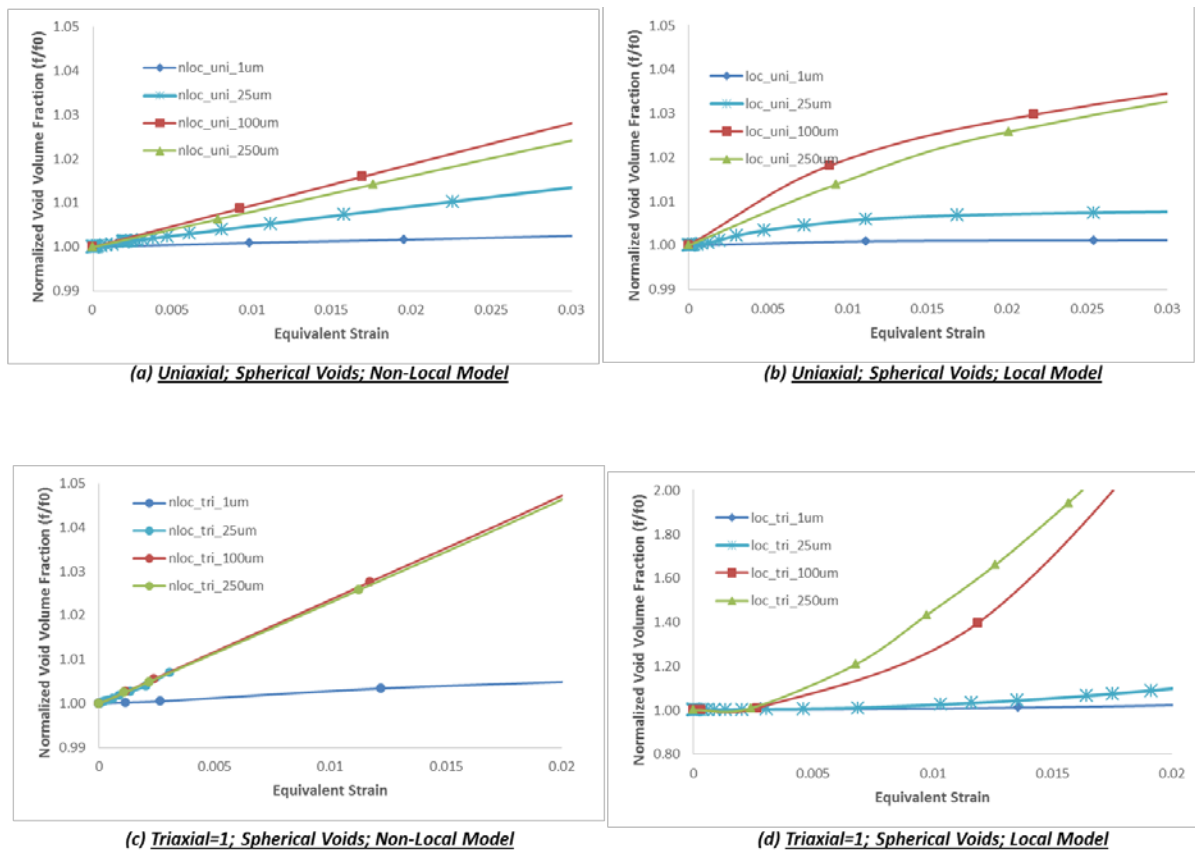 1.05
1.04
1.03
1.02
1.01
1.00
0.99
Normalized Void Volume Fraction (f/f0)
nloc_uni_1um
nloc_uni_25um
nloc_uni_100um
nloc_uni_250um
0 0.005 0.01 0.015 0.02 0.025 0.03
Equivalent Strain
(a) Uniaxial; Spherical Voids; Non-Local Model
1.05
1.04
1.03
1.02
1.01
1.00
0.99
Normalized Void Volume Fraction (f/f0)
loc_uni_1um
loc_uni_25um
loc_uni_100um
loc_uni_250um
0 0.005 0.01 0.015 0.02 0.025 0.03
Equivalent Strain
(b) Uniaxial; Spherical Voids; Local Model
1.05
1.04
1.03
1.02
1.01
1.00
0.99
Normalized Void Volume Fraction (f/f0)
nloc_tri_1um
nloc_tri_25um
nloc_tri_100um
nloc_tri_250um
0 0.005 0.01 0.015 0.02
Equivalent Strain
(c) Triaxial=1; Spherical Voids; Non-Local Model
2.00
1.80
1.60
1.40
1.20
1.00
0.80
Normalized Void Volume Fraction (f/f0)
loc_tri_1um
loc_tri_25um
loc_tri_100um
loc_tri_250um
0 0.005 0.01 0.015 0.02
Equivalent Strain
(d) Triaxial=1; Spherical Voids; Local Model